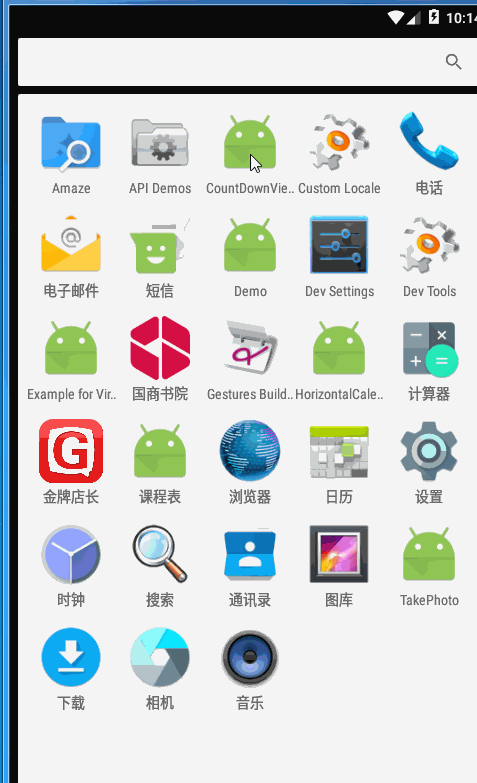 10:14
Amaze
API Demos
CountDownVie..
Custom Locale
电话
电子邮件
短信
Demo
Dev Settings
Dev Tools
Example for Vir..
国商书院
Gestures Build..
HorizontalCale..
计算器
G
金牌店长
课程表
浏览器
日历
设置
时钟
搜索
通讯录
图库
TakePhoto
下载
相机
音乐